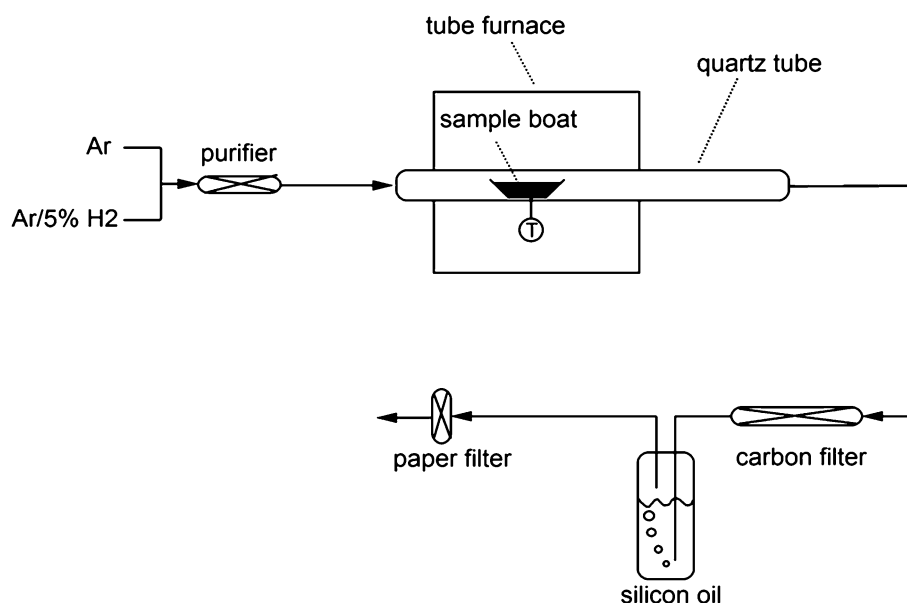 tube furnace
quartz tube
sample boat
Ar
purifier
Ar/5% H2
T
paper filter
carbon filter
silicon oil